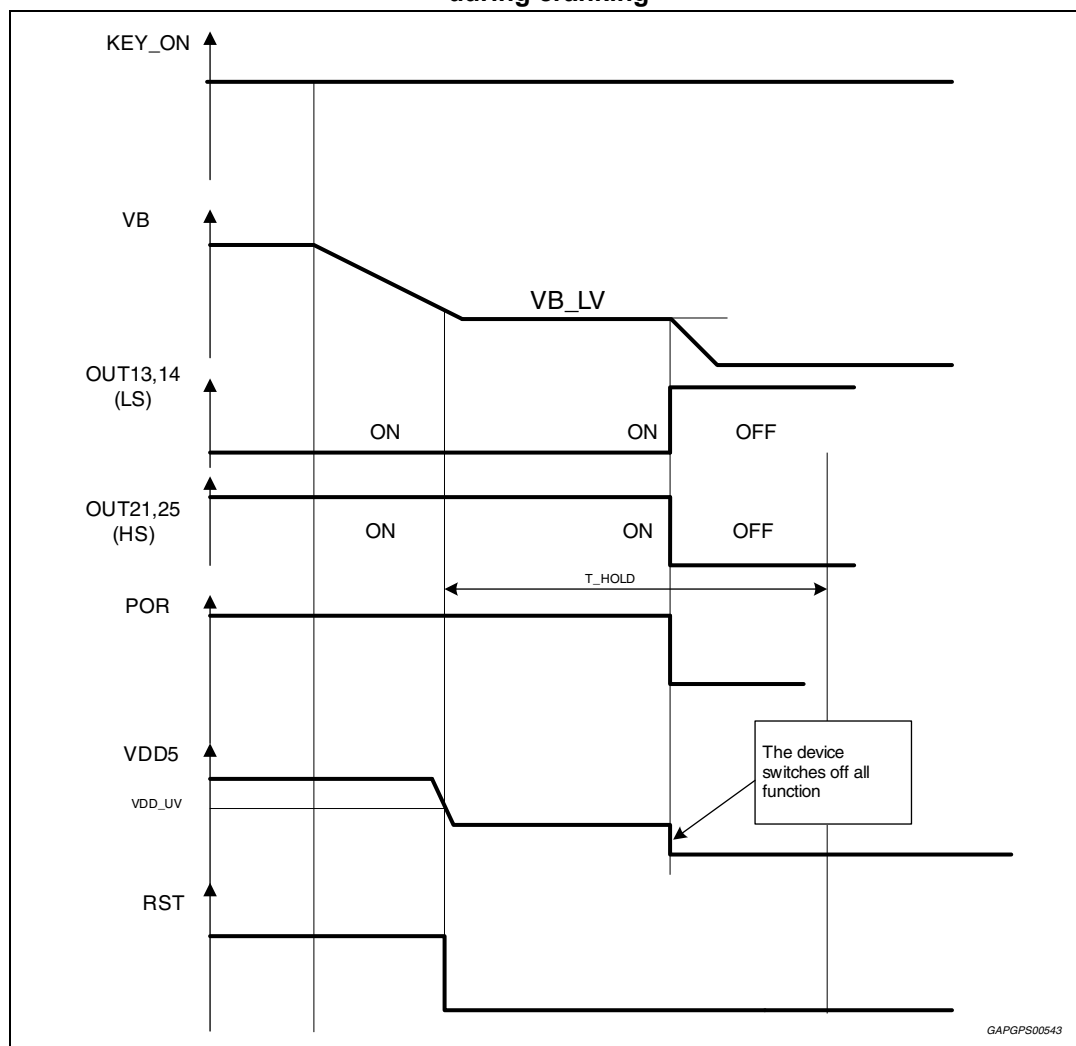 during cranking
KEY_ON
VB
VB_LV
OUT13,14
(LS)
ON
ON
OFF
OUT21,25
(HS)
ON
ON
OFF
T_HOLD
POR
VDD5
The device
switches off all
function
VDD_UV
RST
GAPGPS00543